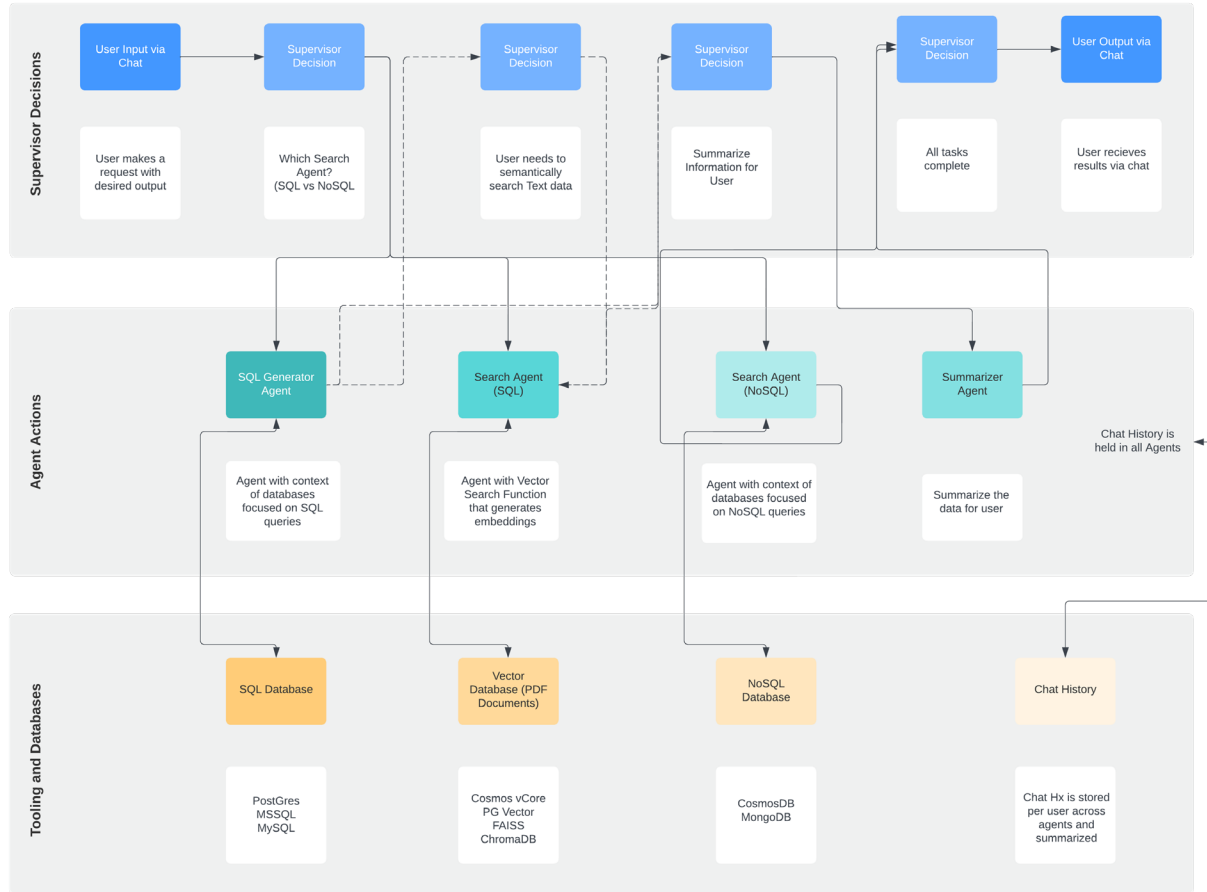 Supervisor Decisions
User Input via
Chat
Supervisor
Decision
Supervisor
Decision
Supervisor
Decision
Supervisor
Decision
User Output via
Chat
User makes a
request with
desired output
Which Search
Agent?
(SQL vs NoSQL
User needs to
semantically
search Text data
Summarize
Information for
User
All tasks
complete
User recieves
results via chat
Agent Actions
SQL Generator
Agent
Search Agent
(SQL)
Search Agent
(NoSQL)
Summarizer
Agent
Chat History is
held in all Agents
Agent with context
of databases
focused on SQL
queries
Agent with Vector
Search Function
that generates
embeddings
Agent with context of
databases focused
on NoSQL queries
Summarize the
data for user
Tooling and Databases
SQL Database
Vector
Database (PDF
Documents)
NoSQL
Database
Chat History
PostGres
MSSQL
MySQL
Cosmos vCore
PG Vector
FAISS
ChromaDB
CosmosDB
MongoDB
Chat Hx is stored
per user across
agents and
summarized